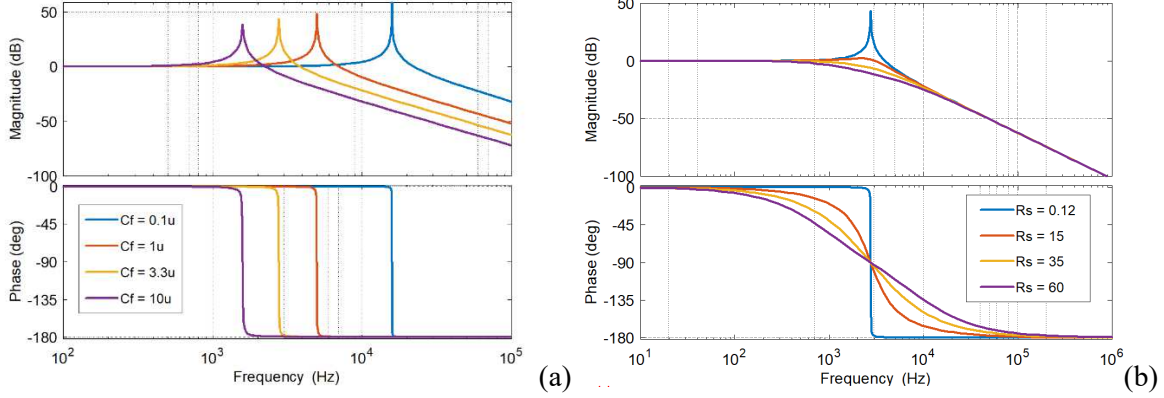 Magnitude (dB)
50
0
-50
-100
Phase (deg)
0
-45
-90
-135
-180
Cf = 0.1u
Cf = 1u
Cf = 3.3u
Cf = 10u
10^2 10^3 10^4 10^5
Frequency (Hz)
(a)
Magnitude (dB)
50
0
-50
-100
Phase (deg)
0
-45
-90
-135
-180
Rs = 0.12
Rs = 15
Rs = 35
Rs = 60
10^1 10^2 10^3 10^4 10^5 10^6
Frequency (Hz)
(b)